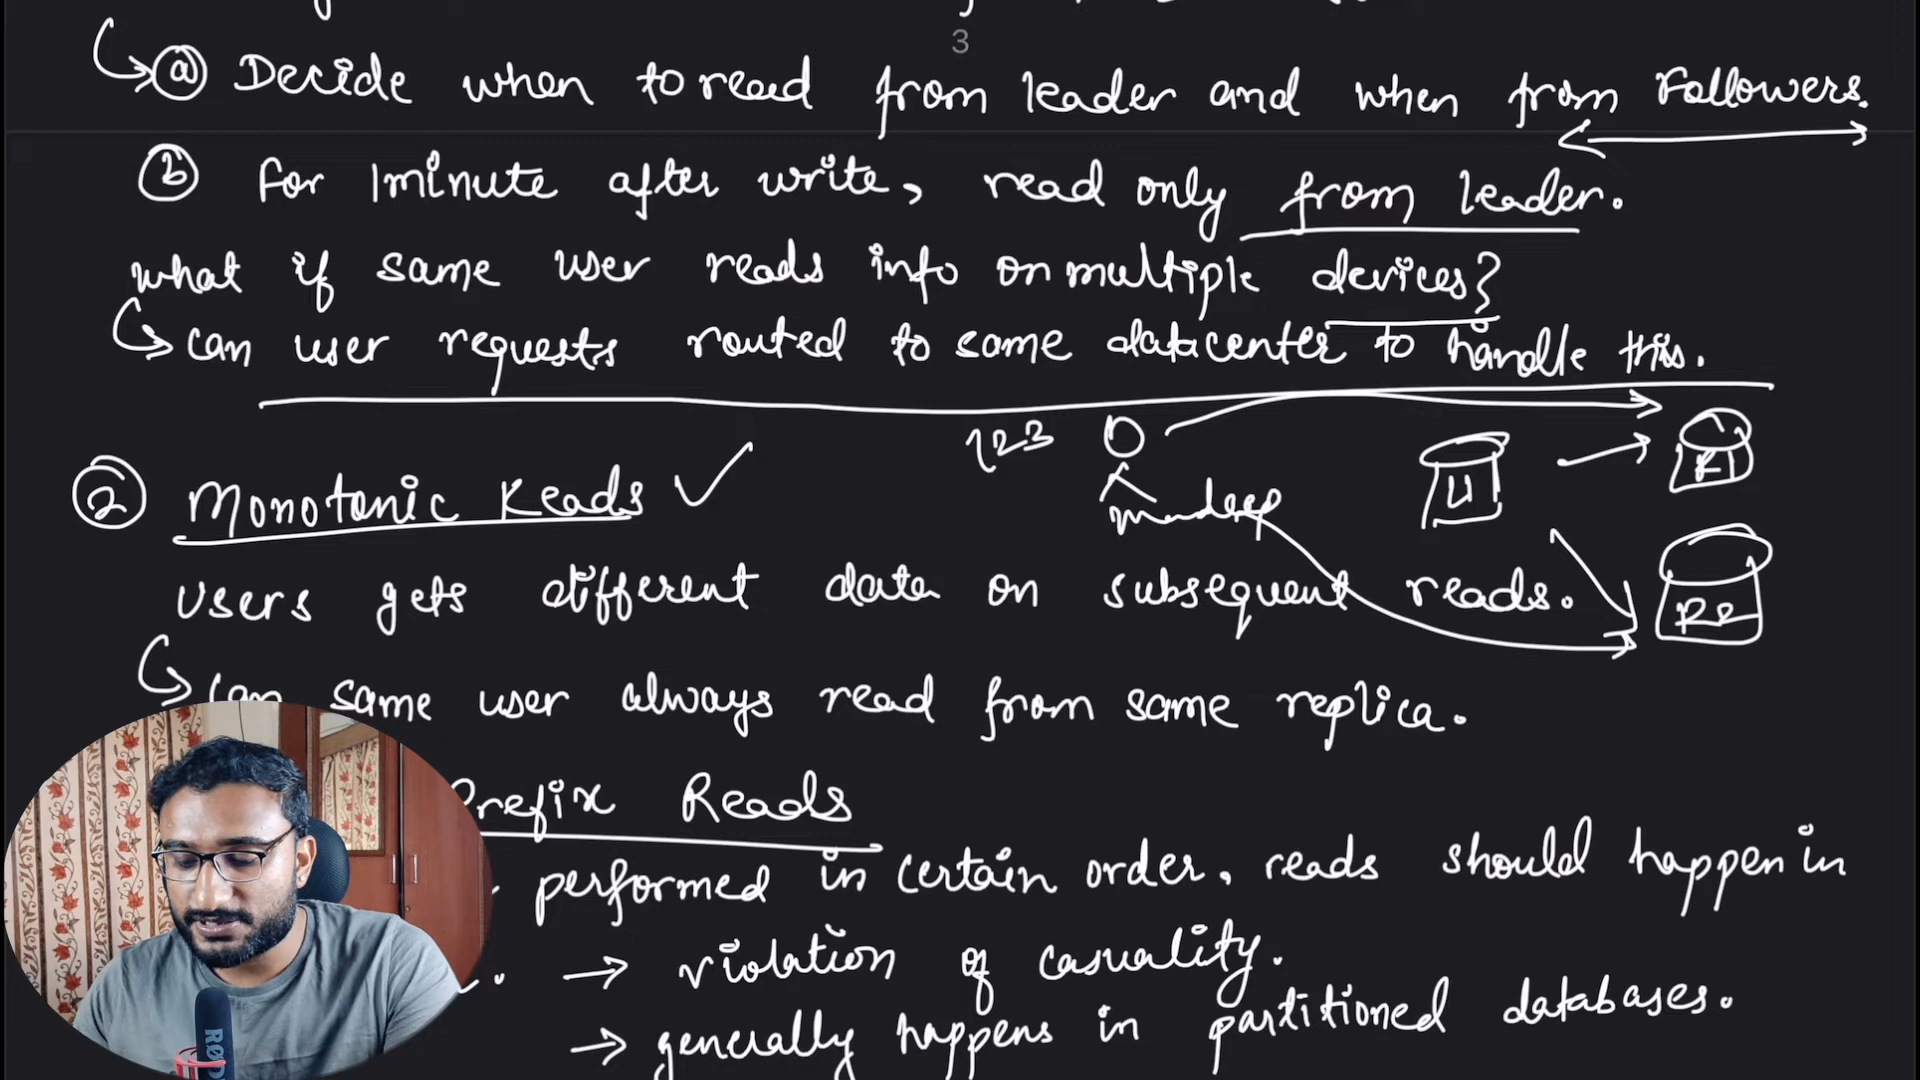 3
a Decide when to read from leader and when from Followers.
b For 1minute after write, read only from leader.
what if same user reads info on multiple devices?
can user requests routed to same datacenter to handle this.
123
2 Monotonic Reads
L1
R1
R2
users gets different data on subsequent reads.
can same user always read from same replica.
Prefix Reads
performed in certain order, reads should happen in
→ violation of casuality.
→ generally happens in partitioned databases.
RØD